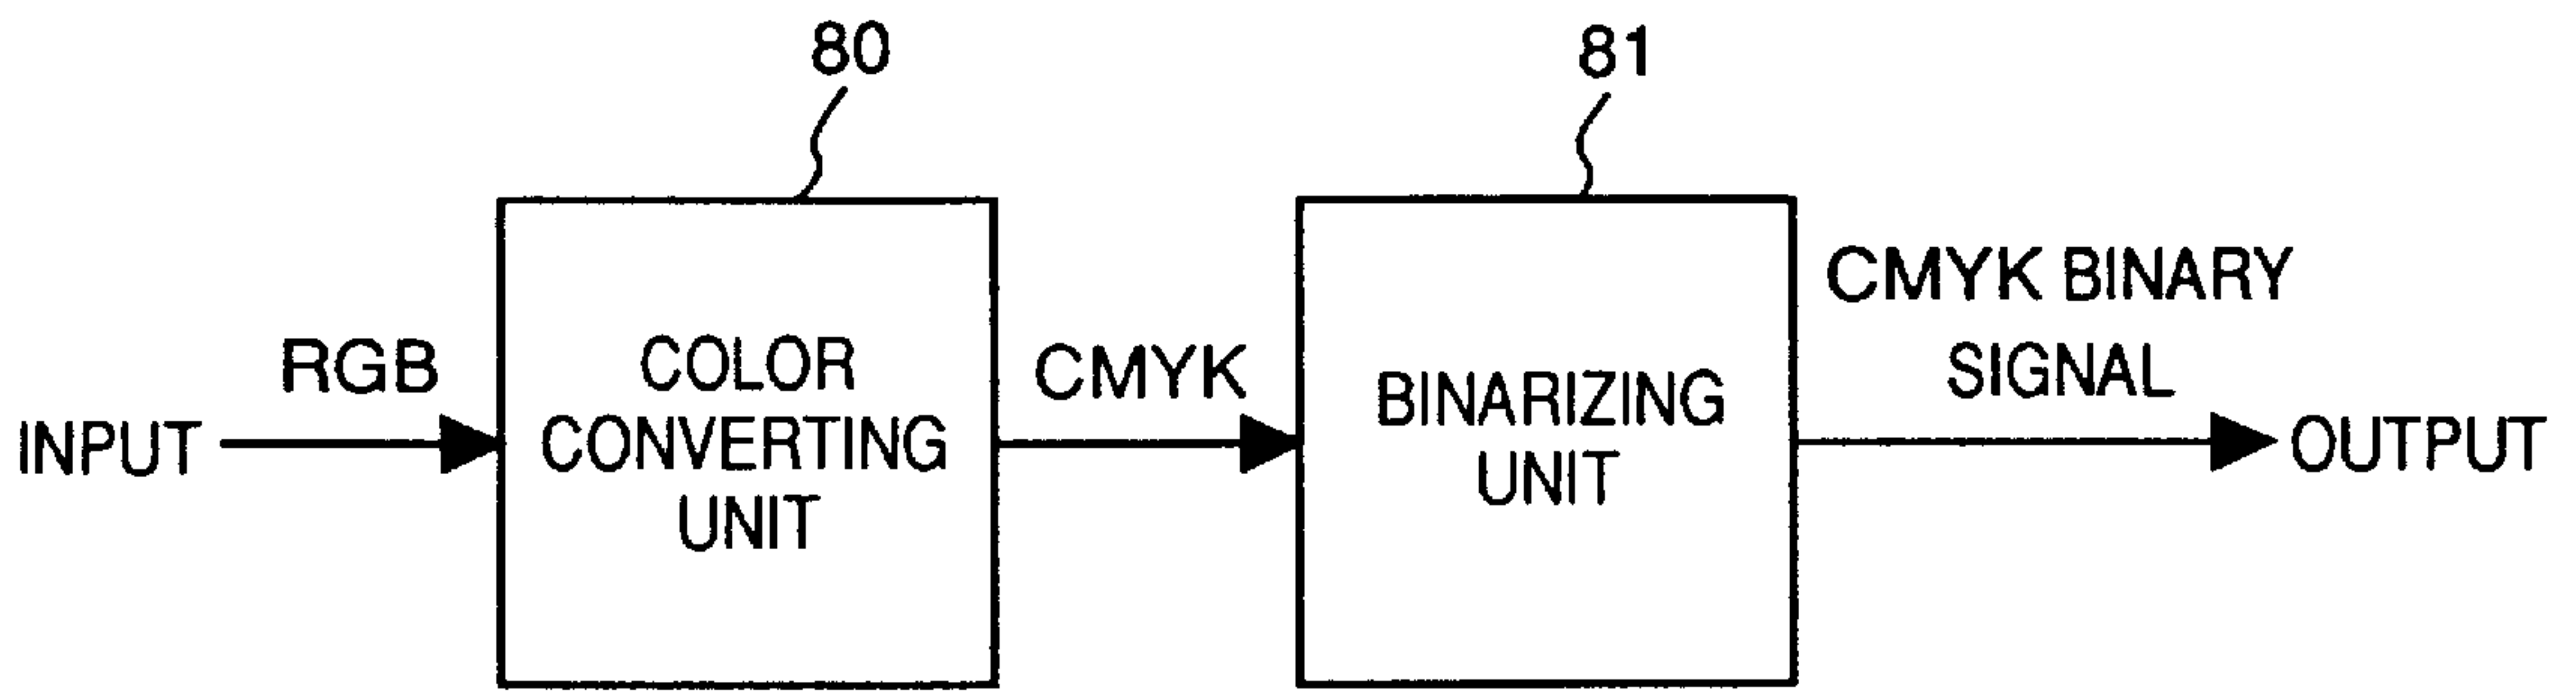 80
81
INPUT
RGB
COLOR
CONVERTING
UNIT
CMYK
BINARIZING
UNIT
CMYK BINARY
SIGNAL
OUTPUT